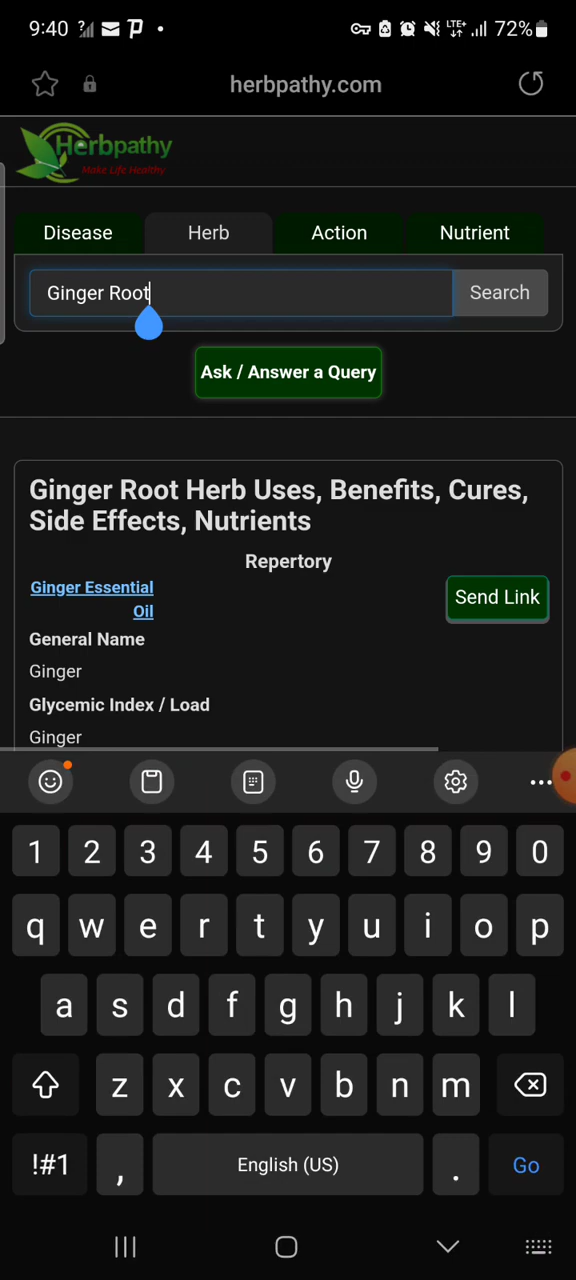 9:40
LTE+ 72%
herbpathy.com
Herbpathy
Make Life Healthy
Disease Herb Action Nutrient
Ginger Root Search
Ask / Answer a Query
Ginger Root Herb Uses, Benefits, Cures,
Side Effects, Nutrients
Repertory
Ginger Essential
Oil
Send Link
General Name
Ginger
Glycemic Index / Load
Ginger
1 2 3 4 5 6 7 8 9 0
q w e r t y u i o p
a s d f g h j k l
z x c v b n m
!#1 , English (US) . Go